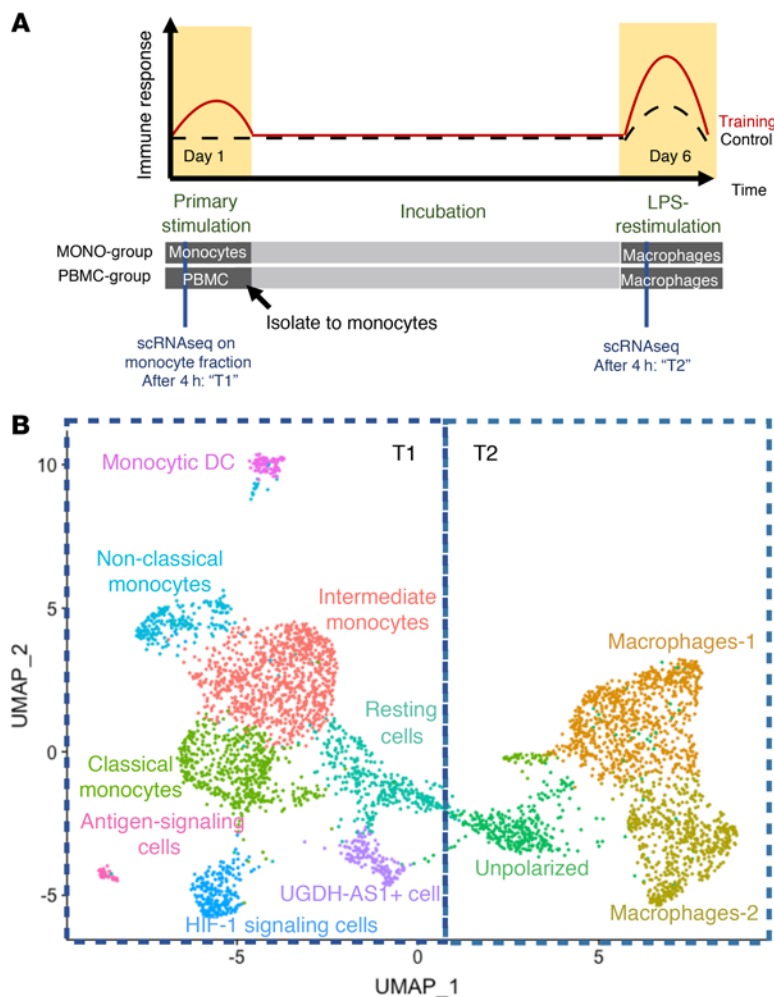 A
Immune response
Day 1
Day 6
Training
Control
Time
Primary
stimulation
Incubation
LPS-
restimulation
MONO-group
Monocytes
Macrophages
PBMC-group
PBMC
Macrophages
Isolate to monocytes
scRNAseq on
monocyte fraction
After 4 h: “T1”
scRNAseq
After 4 h: “T2”
B
T1
T2
Monocytic DC
10
Non-classical
monocytes
5
Intermediate
monocytes
Macrophages-1
UMAP_2
Resting
cells
0
Classical
monocytes
Antigen-signaling
cells
Unpolarized
-5
UGDH-AS1+ cell
Macrophages-2
HIF-1 signaling cells
-5
0
5
UMAP_1